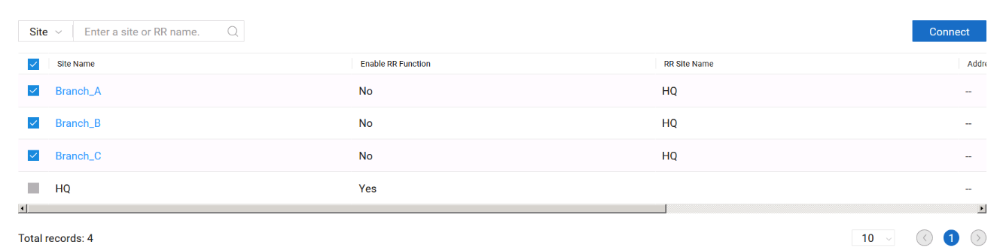 Site Enter a site or RR name. Connect
Site Name Enable RR Function RR Site Name Addre
Branch_A No HQ --
Branch_B No HQ --
Branch_C No HQ --
HQ Yes --
Total records: 4 10 1